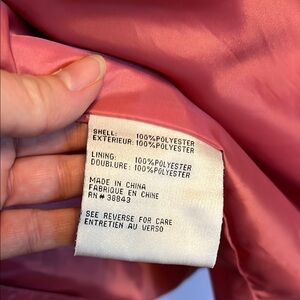 SHELL: 100%POLYESTER
EXTERIEUR:100%POLYESTER
LINING: 100%POLYESTER
DOUBLURE: 100%POLYESTER
MADE IN CHINA
FABRIQUE EN CHINE
RN# 38843
SEE REVERSE FOR CARE
ENTRETIEN AU VERSO